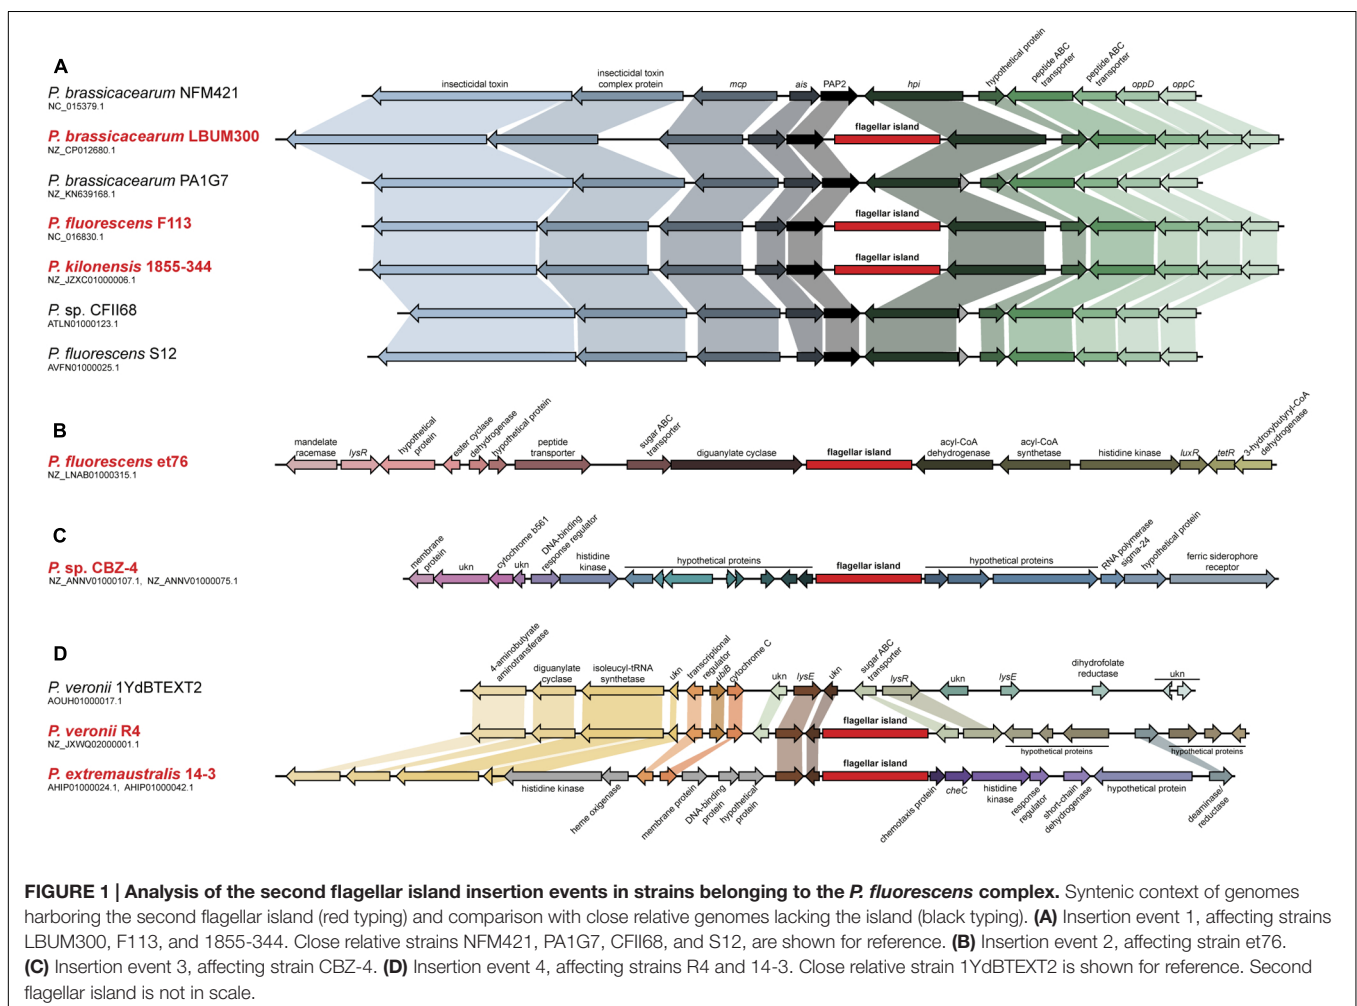 A
insecticidal toxin
insecticidal toxin
complex protein
mcp
ais
PAP2
hpi
hypothetical protein
peptide ABC
transporter
peptide ABC
transporter
oppD
oppC
P. brassicacearum NFM421
NC_015379.1
P. brassicacearum LBUM300
NZ_CP012680.1
flagellar island
P. brassicacearum PA1G7
NZ_KN639168.1
P. fluorescens F113
NC_016830.1
flagellar island
P. kilonensis 1855-344
NZ_JZXC01000006.1
flagellar island
P. sp. CFII68
ATLN01000123.1
P. fluorescens S12
AVFN01000025.1
B
mandelate
racemase
lysR
hypothetical
protein
ester cyclase
dehydrogenase
hypothetical protein
peptide
transporter
sugar ABC
transporter
diguanylate cyclase
flagellar island
acyl-CoA
dehydrogenase
acyl-CoA
synthetase
histidine kinase
luxR
tetR
3-hydroxybutyryl-CoA
dehydrogenase
P. fluorescens et76
NZ_LNAB01000315.1
C
membrane
protein
ukn
cytochrome b561
ukn
DNA-binding
response regulator
histidine
kinase
hypothetical proteins
flagellar island
hypothetical proteins
RNA polymerase
sigma-24
hypothetical protein
ferric siderophore
receptor
P. sp. CBZ-4
NZ_ANNV01000107.1, NZ_ANNV01000075.1
D
4-aminobutyrate
aminotransferase
diguanylate
cyclase
isoleucyl-tRNA
synthetase
ukn
transcriptional
regulator
ubiB
cytochrome C
ukn
lysE
ukn
sugar ABC
transporter
lysR
ukn
lysE
dihydrofolate
reductase
ukn
P. veronii 1YdBTEXT2
AOUH01000017.1
P. veronii R4
NZ_JXWQ02000001.1
flagellar island
hypothetical proteins
hypothetical proteins
P. extremaustralis 14-3
AHIP01000024.1, AHIP01000042.1
flagellar island
histidine kinase
heme oxigenase
membrane protein
DNA-binding
protein
hypothetical
protein
chemotaxis protein
cheC
histidine
kinase
response
regulator
short-chain
dehydrogenase
hypothetical protein
deaminase/
reductase
FIGURE 1 | Analysis of the second flagellar island insertion events in strains belonging to the P. fluorescens complex. Syntenic context of genomes
harboring the second flagellar island (red typing) and comparison with close relative genomes lacking the island (black typing). (A) Insertion event 1, affecting strains
LBUM300, F113, and 1855-344. Close relative strains NFM421, PA1G7, CFII68, and S12, are shown for reference. (B) Insertion event 2, affecting strain et76.
(C) Insertion event 3, affecting strain CBZ-4. (D) Insertion event 4, affecting strains R4 and 14-3. Close relative strain 1YdBTEXT2 is shown for reference. Second
flagellar island is not in scale.